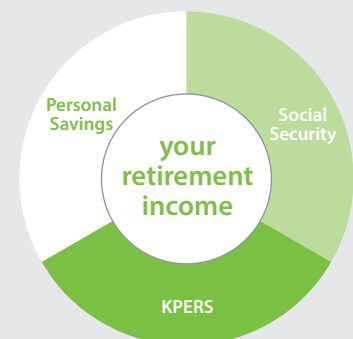 Personal
Savings
Social
Security
your
retirement
income
KPERS